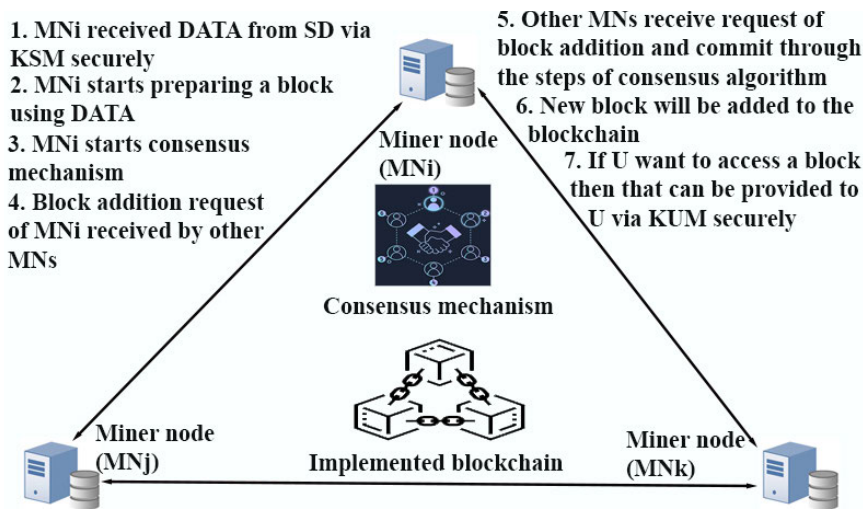 1. MNi received DATA from SD via
KSM securely
2. MNi starts preparing a block
using DATA
3. MNi starts consensus
mechanism
4. Block addition request
of MNi received by other
MNs
5. Other MNs receive request of
block addition and commit through
the steps of consensus algorithm
6. New block will be added to the
blockchain
7. If U want to access a block
then that can be provided to
U via KUM securely
Miner node
(MNi)
Consensus mechanism
Miner node
(MNj)
Implemented blockchain
Miner node
(MNk)